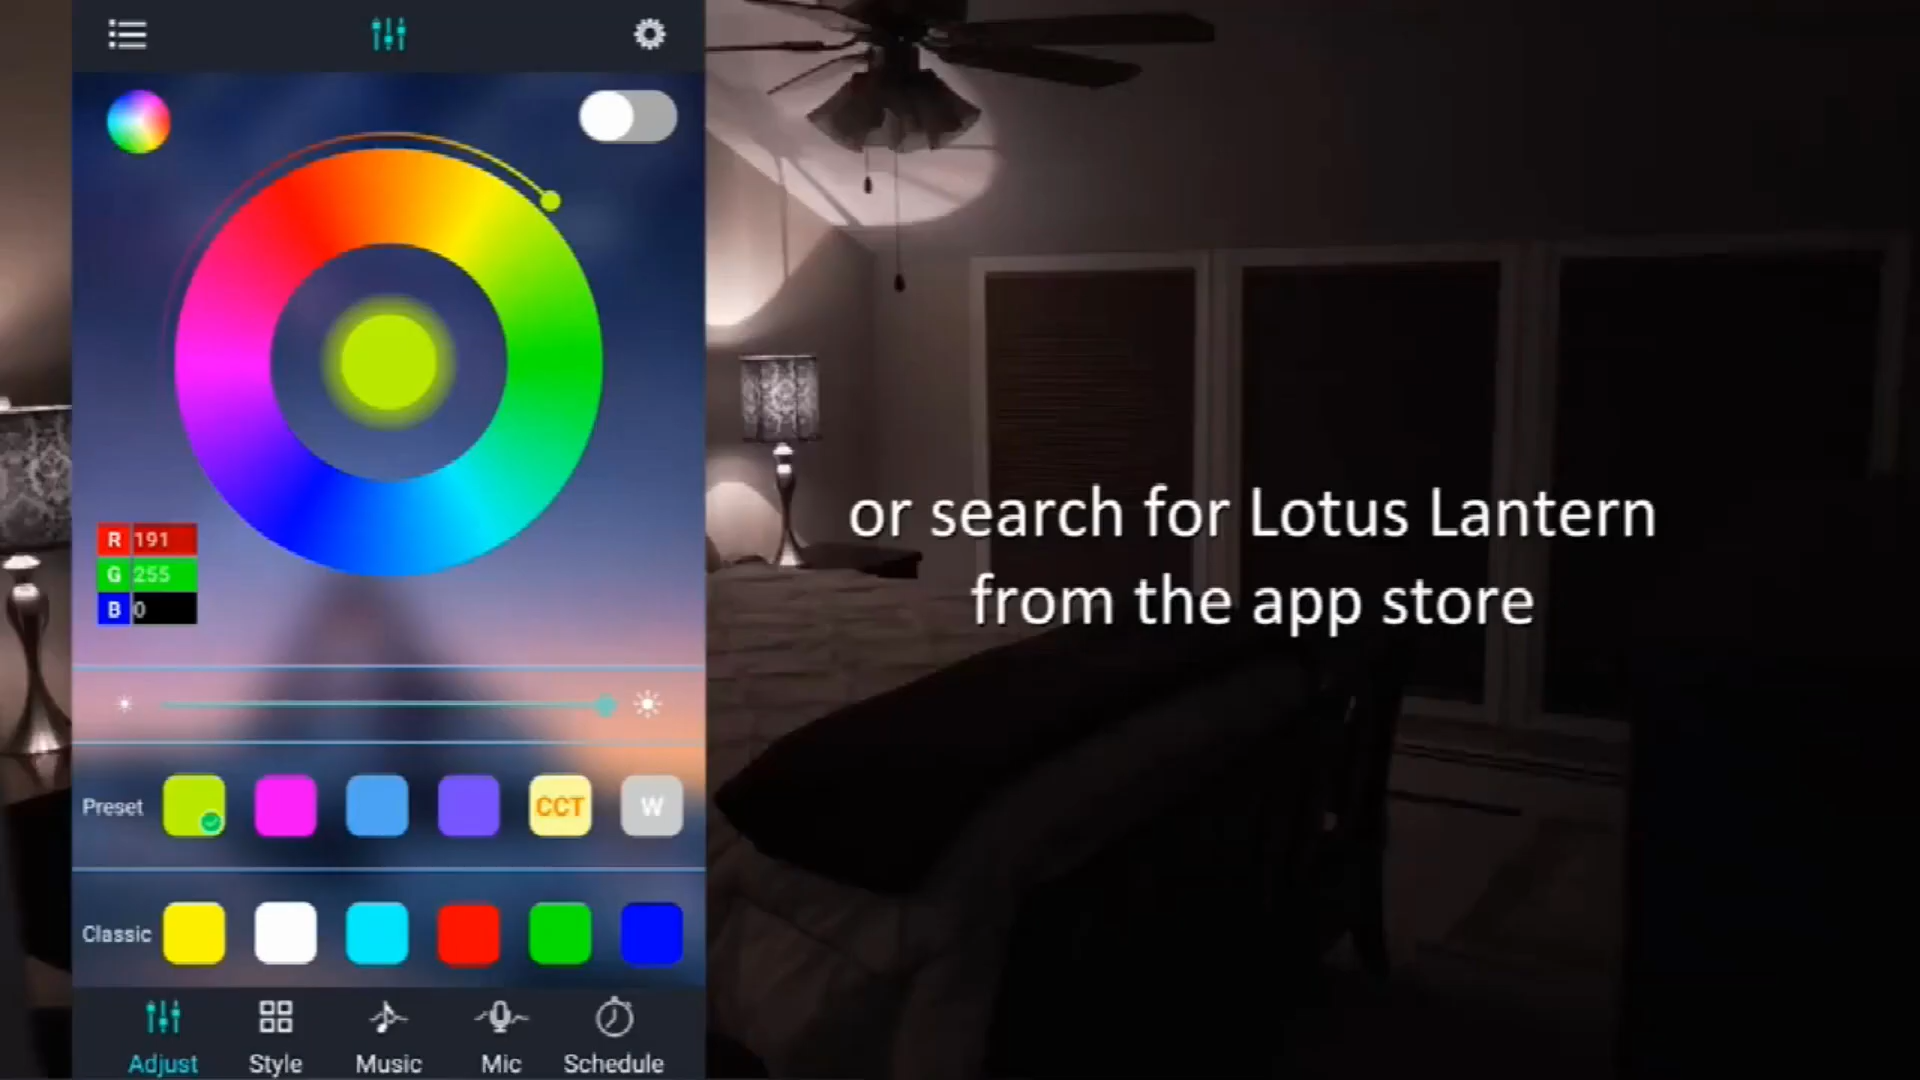 R 191
G 255
B 0
or search for Lotus Lantern
from the app store
Preset CCT W
Classic
Adjust Style Music Mic Schedule